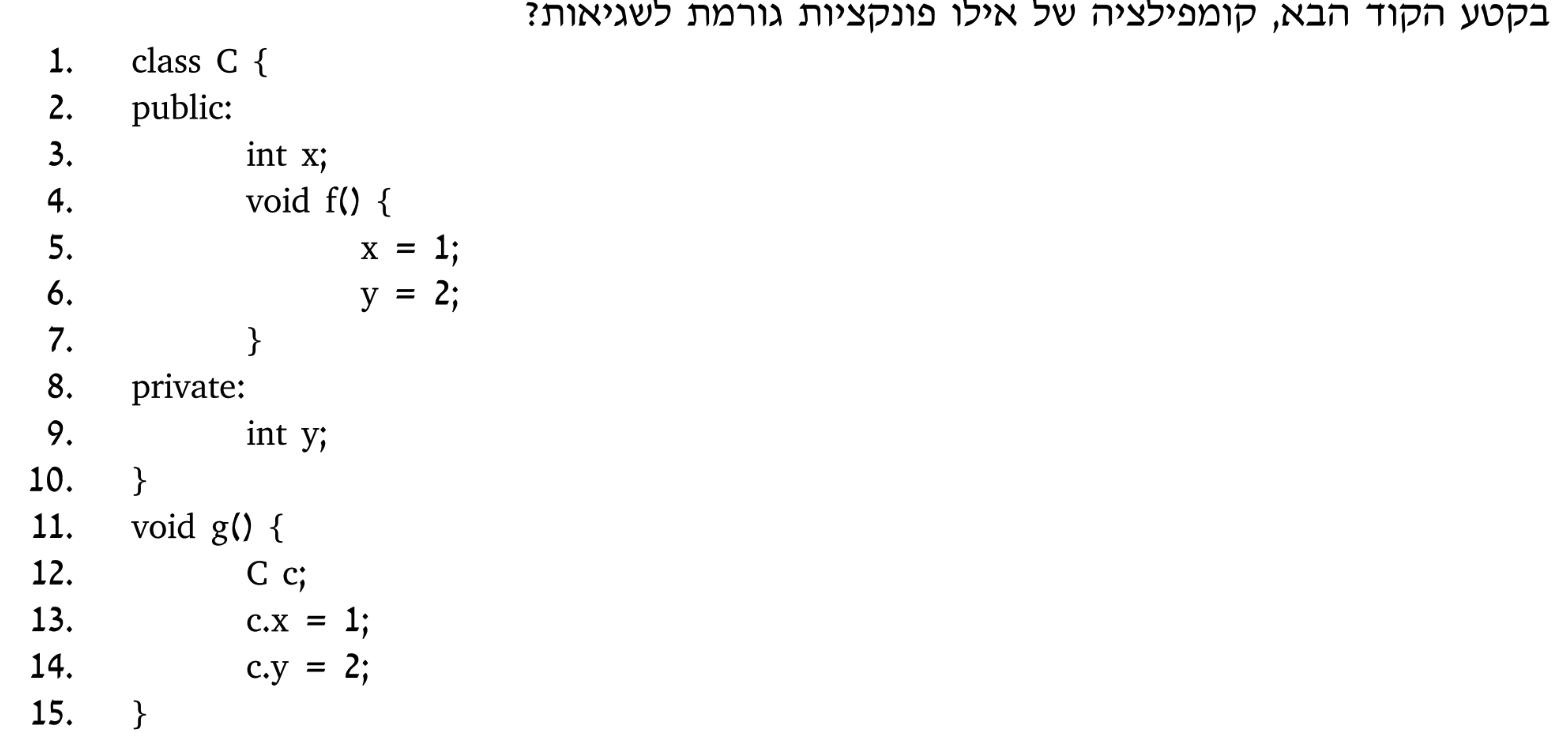 בקטע הקוד הבא, קומפילציה של אילו פונקציות גורמת לשגיאות?
1. class C {
2. public:
3. int x;
4. void f() {
5. x = 1;
6. y = 2;
7. }
8. private:
9. int y;
10. }
11. void g() {
12. C c;
13. c.x = 1;
14. c.y = 2;
15. }